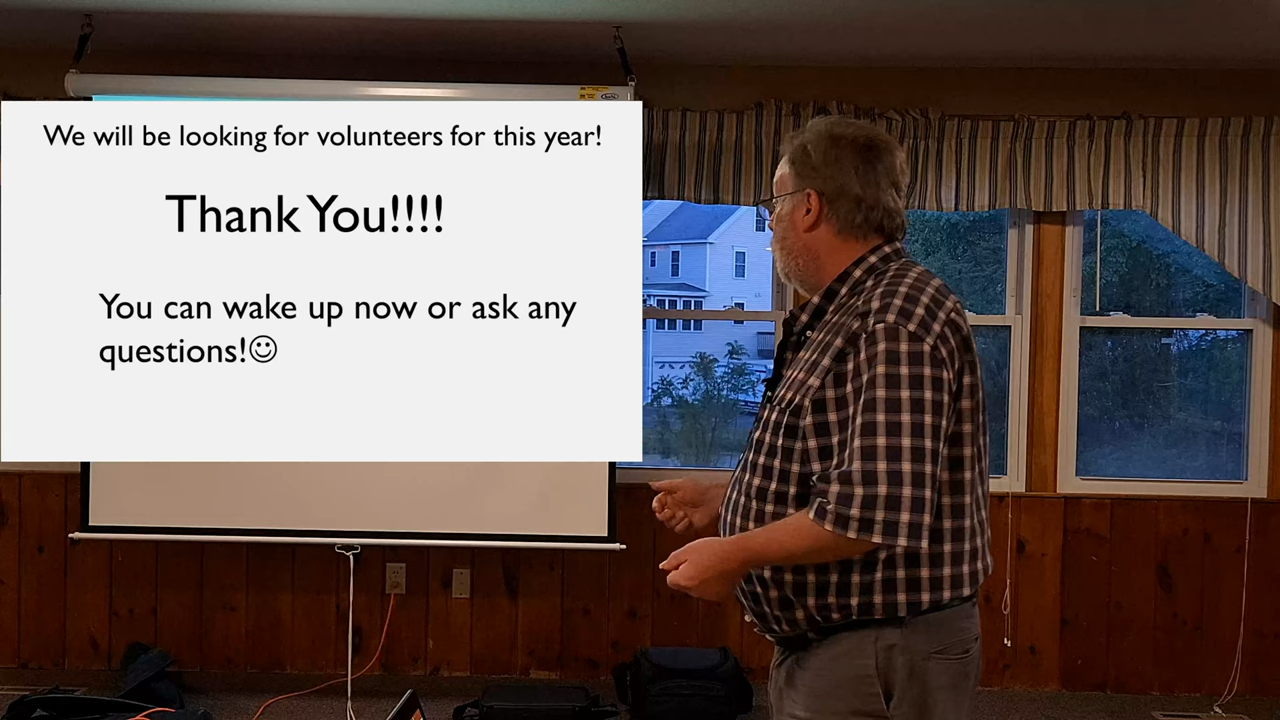 We will be looking for volunteers for this year!
Thank You!!!!
You can wake up now or ask any
questions!☺